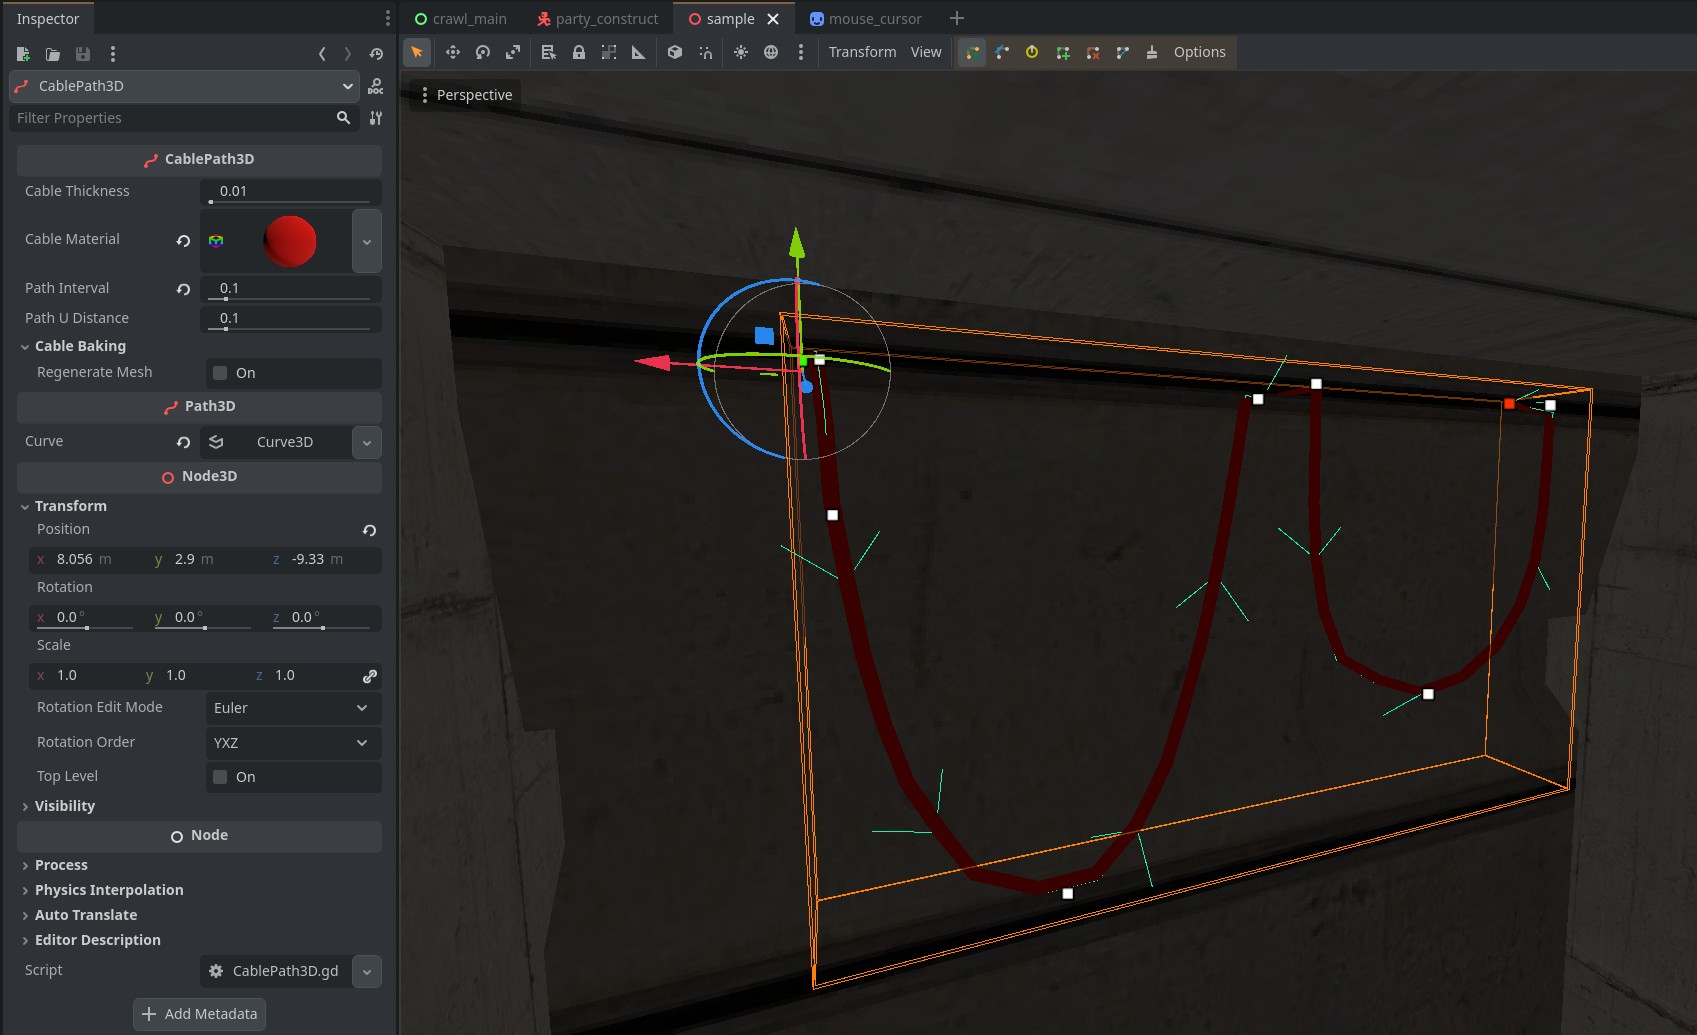 Inspector
crawl_main
party_construct
sample
mouse_cursor
Transform
View
Options
CablePath3D
DOC
Perspective
Filter Properties
CablePath3D
Cable Thickness
0.01
Cable Material
Path Interval
0.1
Path U Distance
0.1
Cable Baking
Regenerate Mesh
On
Path3D
Curve
Curve3D
Node3D
Transform
Position
x 8.056 m y 2.9 m z -9.33 m
Rotation
x 0.0° y 0.0° z 0.0°
Scale
x 1.0 y 1.0 z 1.0
Rotation Edit Mode
Euler
Rotation Order
YXZ
Top Level
On
Visibility
Node
Process
Physics Interpolation
Auto Translate
Editor Description
Script
CablePath3D.gd
Add Metadata